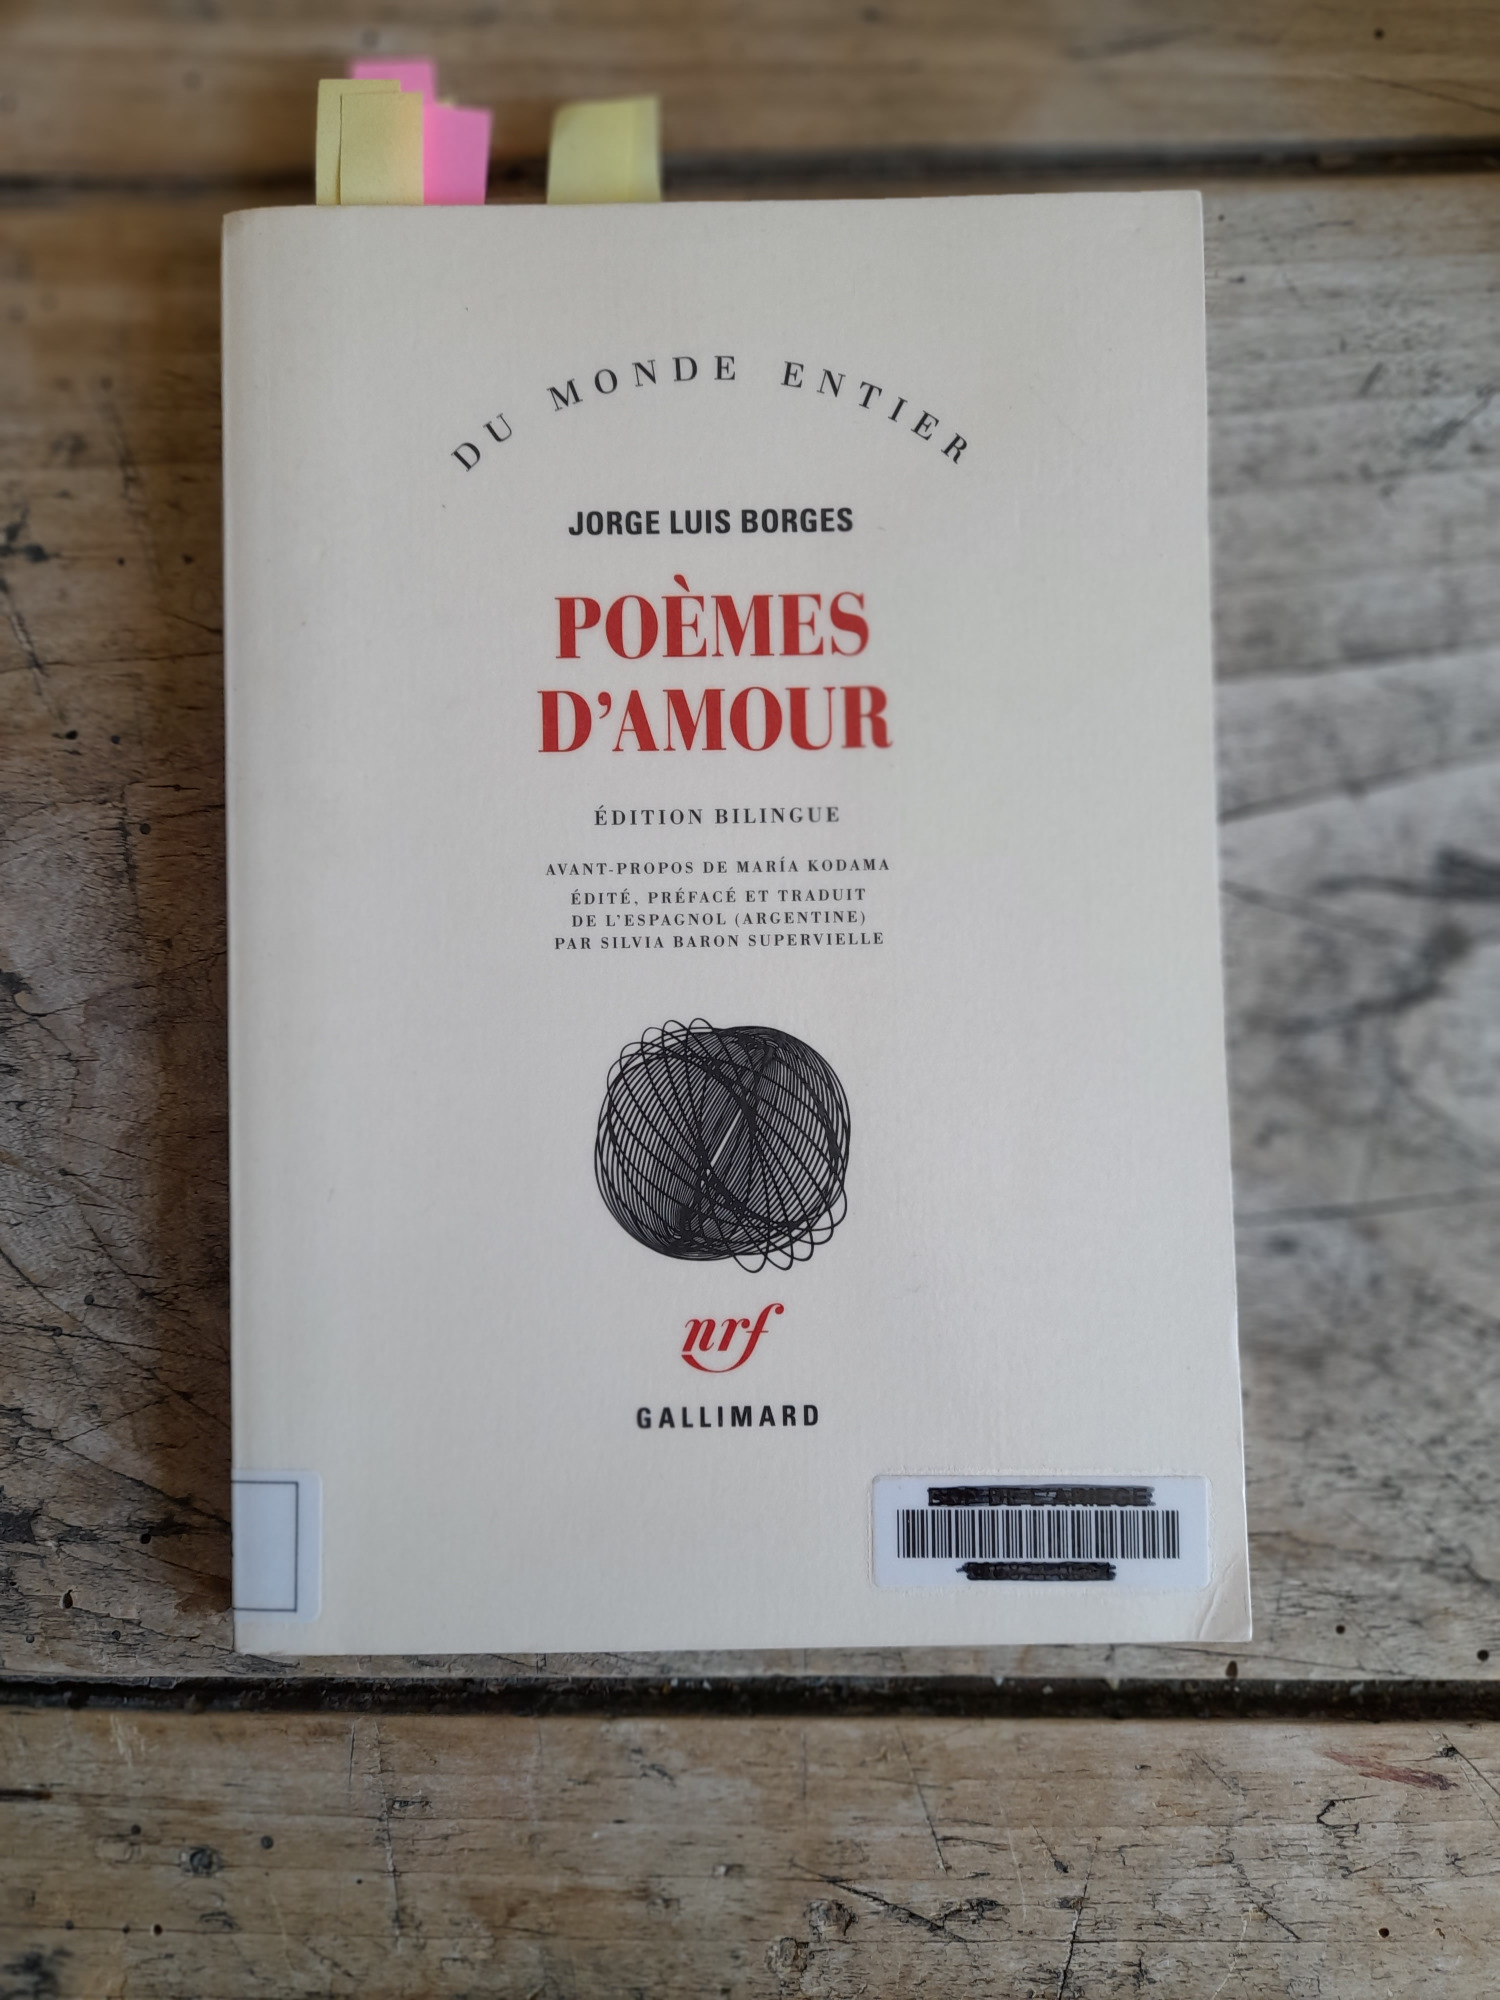 DU MONDE ENTIER
JORGE LUIS BORGES
POÈMES
D’AMOUR
ÉDITION BILINGUE
AVANT-PROPOS DE MARÍA KODAMA
ÉDITÉ, PRÉFACÉ ET TRADUIT
DE L’ESPAGNOL (ARGENTINE)
PAR SILVIA BARON SUPERVIELLE
nrf
GALLIMARD